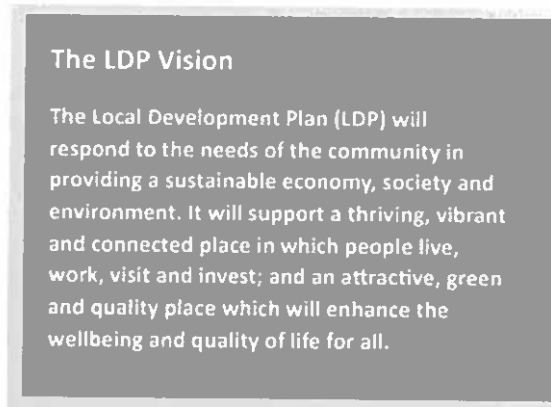 The LDP Vision
The Local Development Plan (LDP) will
respond to the needs of the community in
providing a sustainable economy, society and
environment. It will support a thriving, vibrant
and connected place in which people live,
work, visit and invest; and an attractive, green
and quality place which will enhance the
wellbeing and quality of life for all.